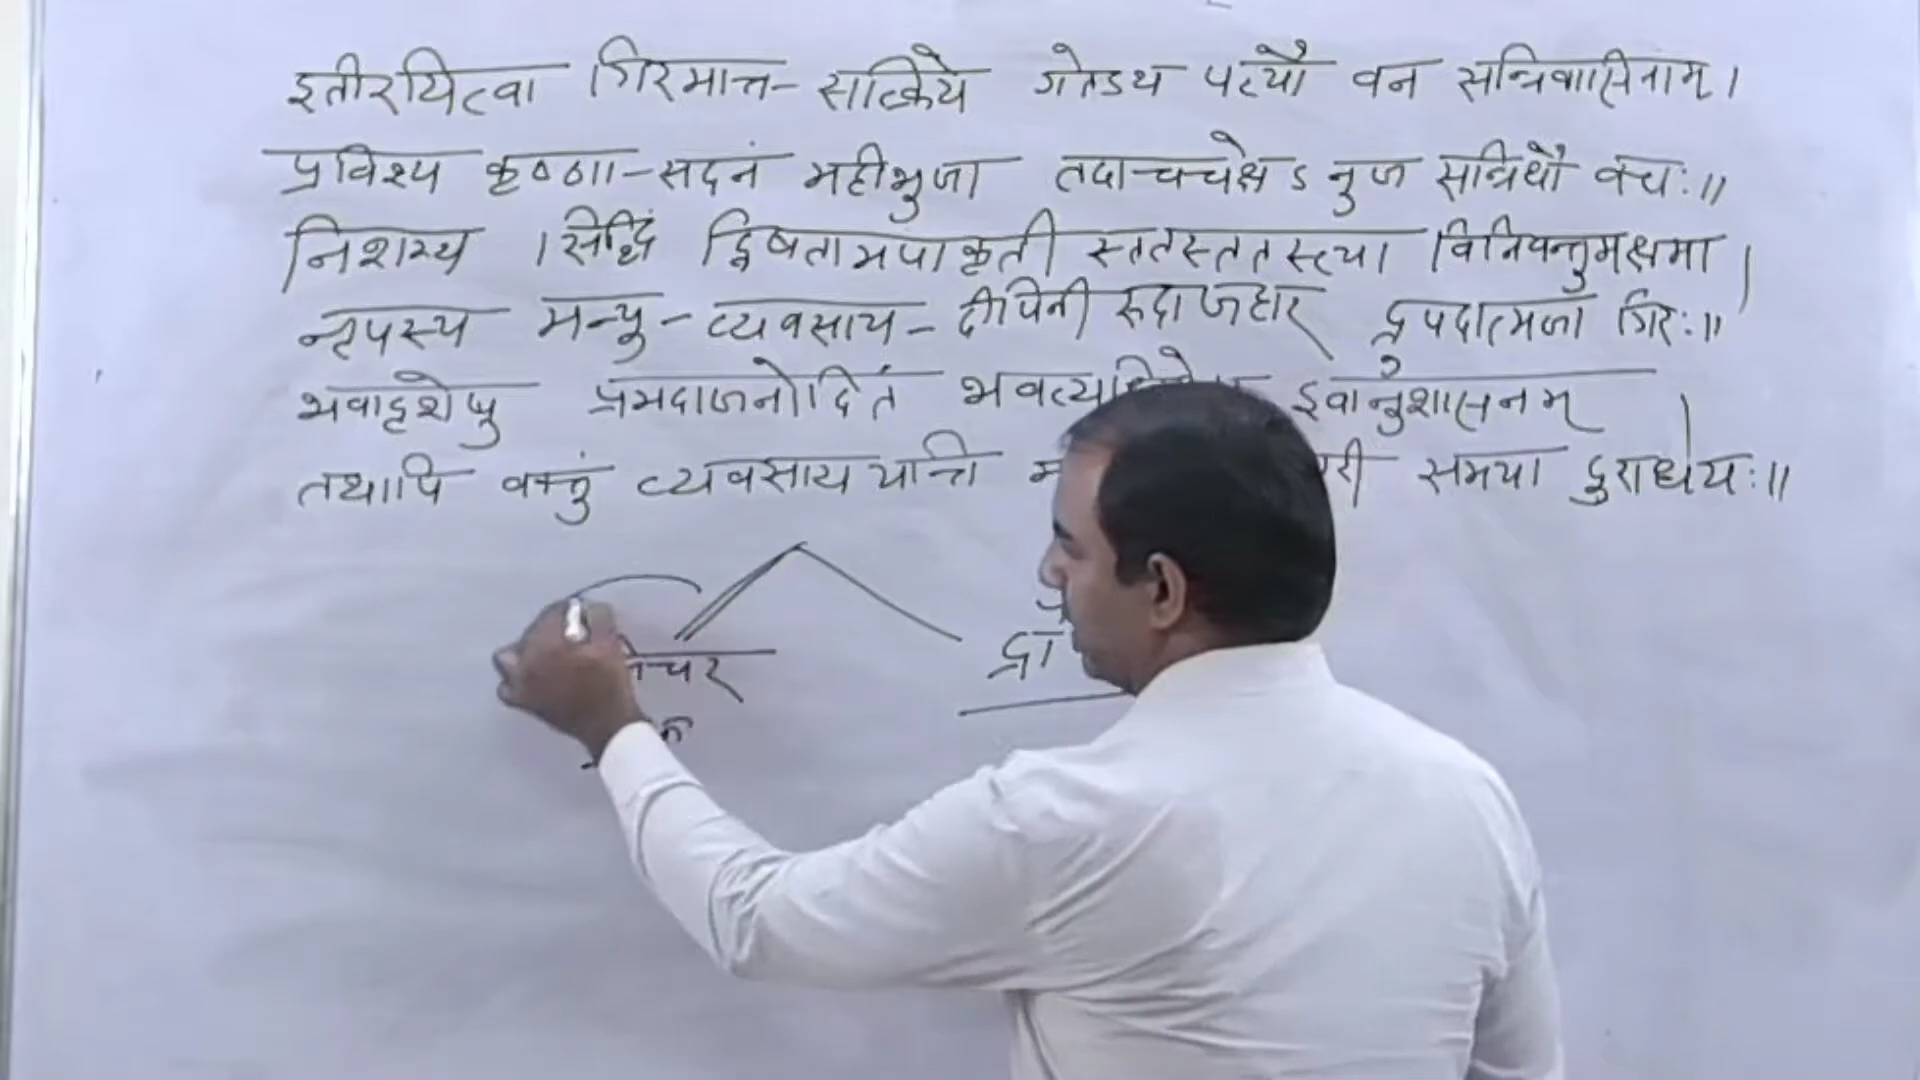 इतीरयित्वा गिरमात्त-सत्क्रिये गतेऽथ पत्यौ वन सन्निवासिनाम्।
प्रविश्य कृष्णा-सदनं महीभुजा तदाचचक्षेऽनुज सन्निधौ वचः॥
निशम्य सिद्धिं द्विषतामपाकृती स्ततस्ततस्त्या विनियन्तुमक्षमा।
नृपस्य मन्यु-व्यवसाय-दीपिनी रुदाजहार द्रुपदात्मजा गिरः॥
भवादृशेषु प्रमदाजनोदितं इवानुशासनम्।
तथापि वक्तुं व्यवसाययन्ति समया दुराधयः॥